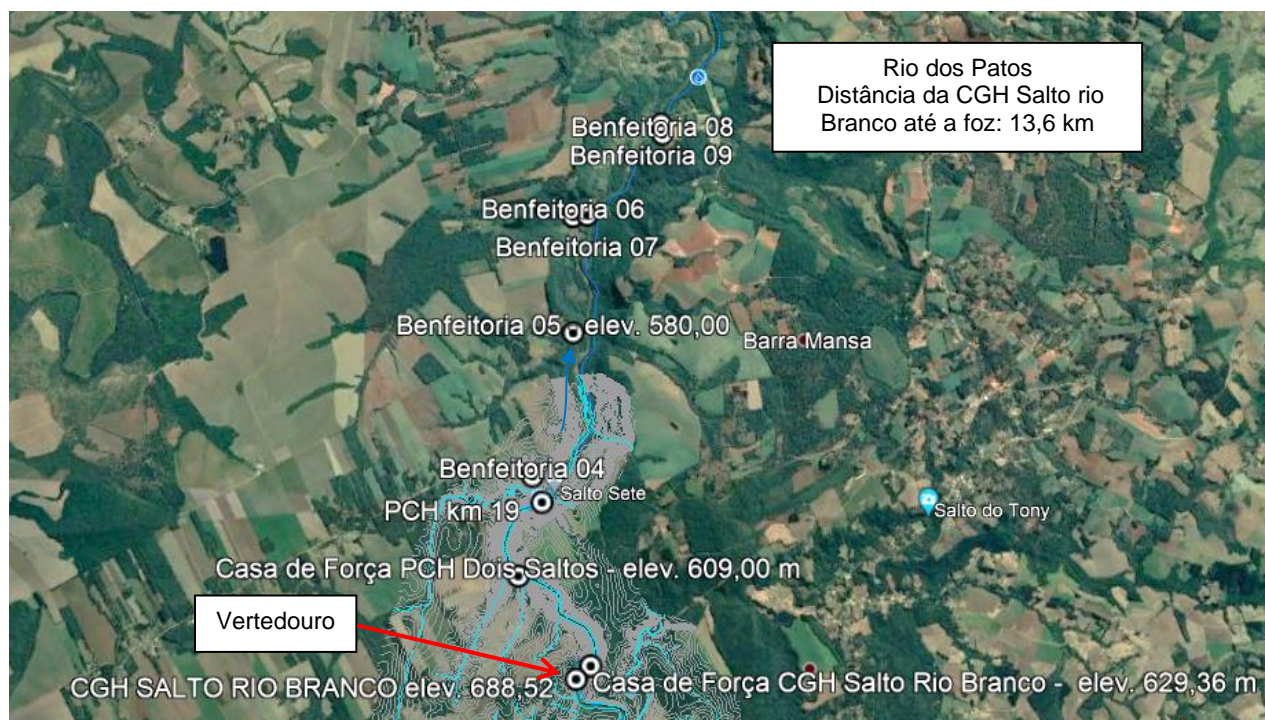 Rio dos Patos
Distância da CGH Salto rio
Branco até a foz: 13,6 km
Benfeitoria 08
Benfeitoria 09
Benfeitoria 06
Benfeitoria 07
Benfeitoria 05
elev. 580,00
Barra Mansa
Benfeitoria 04
Salto Sete
PCH km 19
Salto do Tony
Casa de Força PCH Dois Saltos - elev. 609,00 m
Vertedouro
CGH SALTO RIO BRANCO elev. 688,52
Casa de Força CGH Salto Rio Branco - elev. 629,36 m